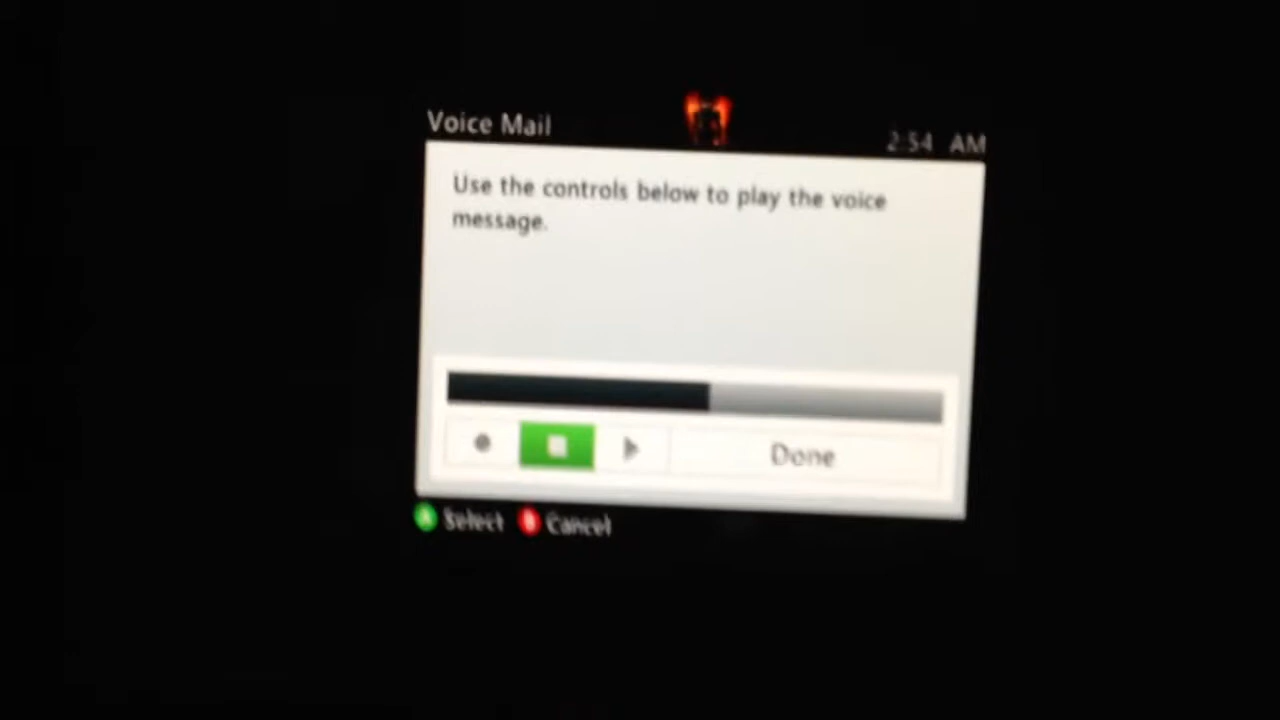 Voice Mail
2:54 AM
Use the controls below to play the voice
message.
Done
A Select B Cancel